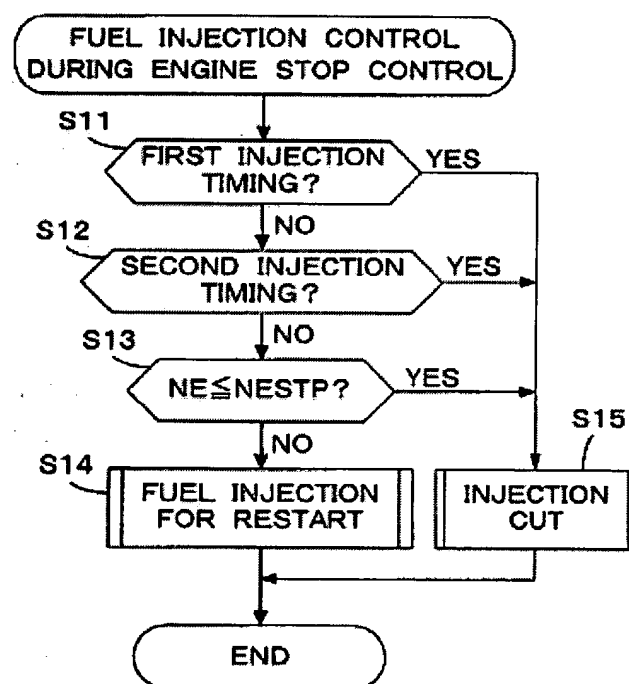 FUEL INJECTION CONTROL
DURING ENGINE STOP CONTROL
S11
FIRST INJECTION
TIMING?
YES
NO
S12
SECOND INJECTION
TIMING?
YES
NO
S13
NE≦NESTP?
YES
NO
S14
FUEL INJECTION
FOR RESTART
S15
INJECTION
CUT
END